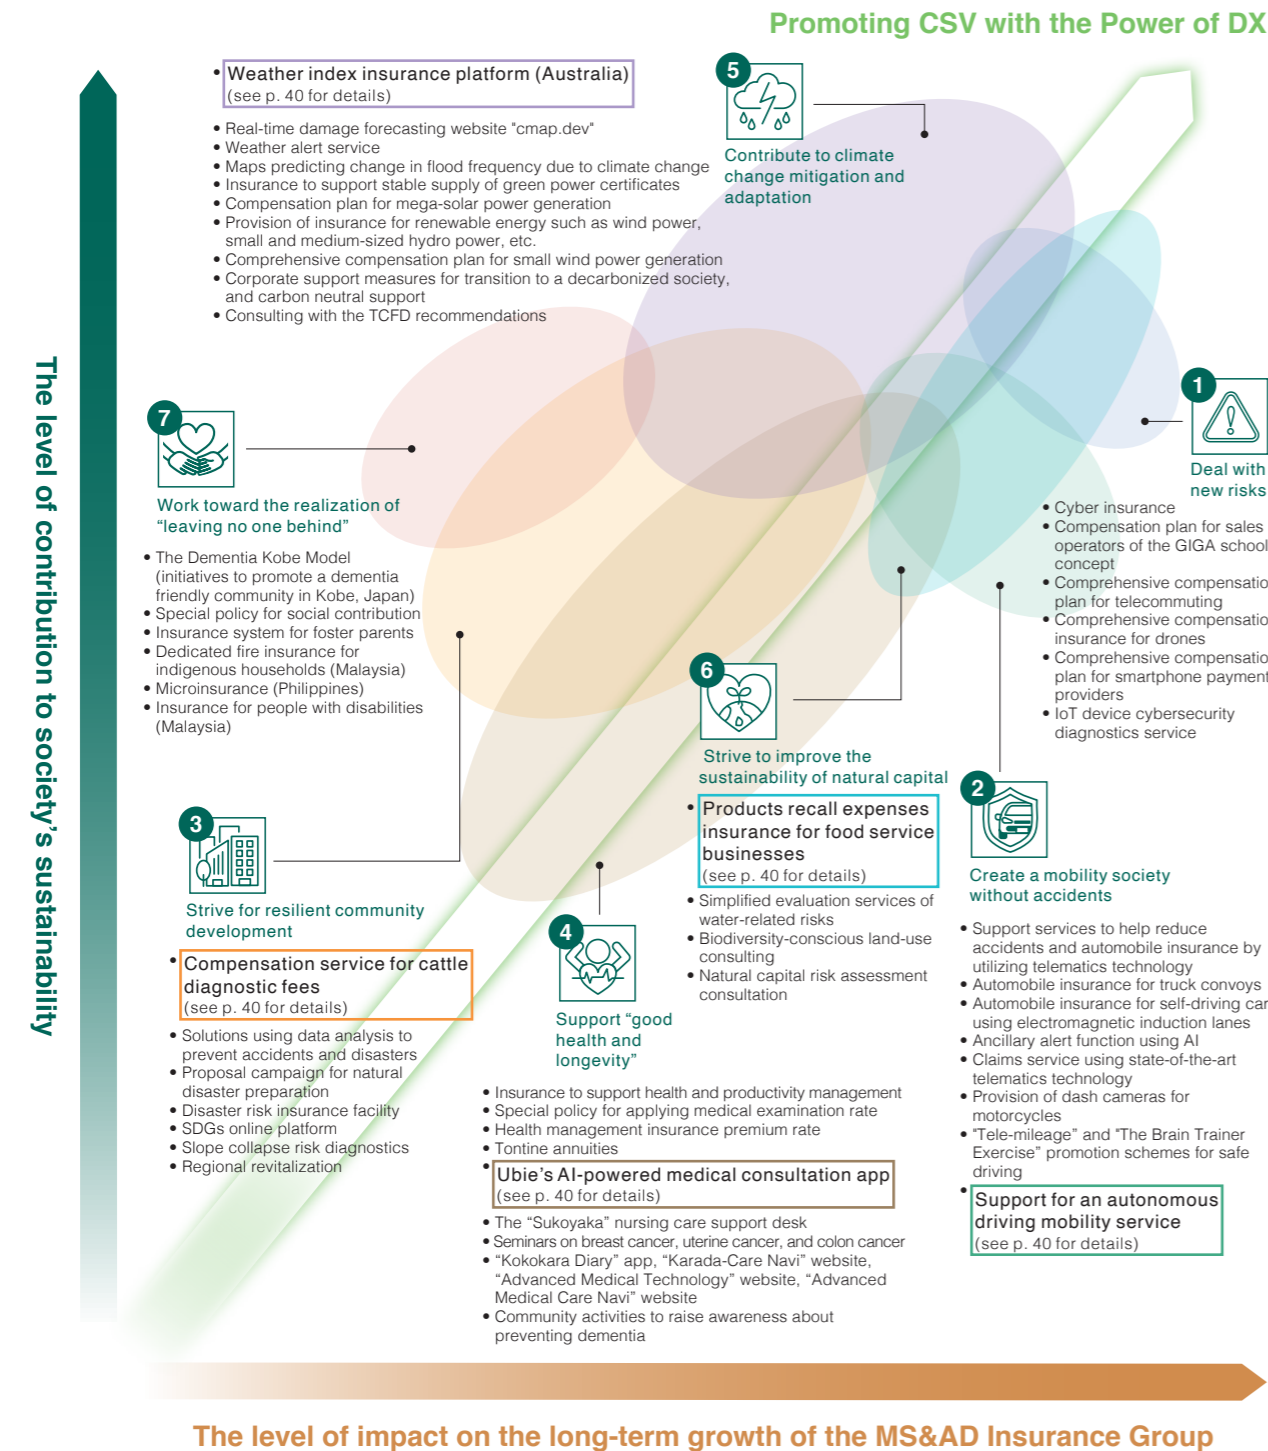 Promoting CSV with the Power of DX
The level of contribution to society's sustainability
• Weather index insurance platform (Australia)
(see p. 40 for details)
• Real-time damage forecasting website "cmap.dev"
• Weather alert service
• Maps predicting change in flood frequency due to climate change
• Insurance to support stable supply of green power certificates
• Compensation plan for mega-solar power generation
• Provision of insurance for renewable energy such as wind power,
small and medium-sized hydro power, etc.
• Comprehensive compensation plan for small wind power generation
• Corporate support measures for transition to a decarbonized society,
and carbon neutral support
• Consulting with the TCFD recommendations
5
Contribute to climate
change mitigation and
adaptation
7
Work toward the realization of
“leaving no one behind”
• The Dementia Kobe Model
(initiatives to promote a dementia
friendly community in Kobe, Japan)
• Special policy for social contribution
• Insurance system for foster parents
• Dedicated fire insurance for
indigenous households (Malaysia)
• Microinsurance (Philippines)
• Insurance for people with disabilities
(Malaysia)
1
Deal with
new risks
• Cyber insurance
• Compensation plan for sales
operators of the GIGA school
concept
• Comprehensive compensatio
plan for telecommuting
• Comprehensive compensatio
insurance for drones
• Comprehensive compensatio
plan for smartphone payment
providers
• IoT device cybersecurity
diagnostics service
6
Strive to improve the
sustainability of natural capital
• Products recall expenses
insurance for food service
businesses
(see p. 40 for details)
• Simplified evaluation services of
water-related risks
• Biodiversity-conscious land-use
consulting
• Natural capital risk assessment
consultation
2
Create a mobility society
without accidents
• Support services to help reduce
accidents and automobile insurance by
utilizing telematics technology
• Automobile insurance for truck convoys
• Automobile insurance for self-driving car
using electromagnetic induction lanes
• Ancillary alert function using AI
• Claims service using state-of-the-art
telematics technology
• Provision of dash cameras for
motorcycles
• “Tele-mileage” and “The Brain Trainer
Exercise” promotion schemes for safe
driving
• Support for an autonomous
driving mobility service
(see p. 40 for details)
3
Strive for resilient community
development
• Compensation service for cattle
diagnostic fees
(see p. 40 for details)
• Solutions using data analysis to
prevent accidents and disasters
• Proposal campaign for natural
disaster preparation
• Disaster risk insurance facility
• SDGs online platform
• Slope collapse risk diagnostics
• Regional revitalization
4
Support “good
health and
longevity”
• Insurance to support health and productivity management
• Special policy for applying medical examination rate
• Health management insurance premium rate
• Tontine annuities
• Ubie's AI-powered medical consultation app
(see p. 40 for details)
• The “Sukoyaka” nursing care support desk
• Seminars on breast cancer, uterine cancer, and colon cancer
• “Kokokara Diary” app, “Karada-Care Navi” website,
“Advanced Medical Technology” website, “Advanced
Medical Care Navi” website
• Community activities to raise awareness about
preventing dementia
The level of impact on the long-term growth of the MS&AD Insurance Group